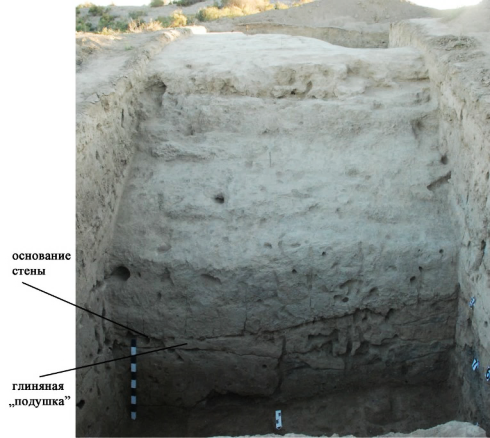 основание
стены
глиняная
„подушка”